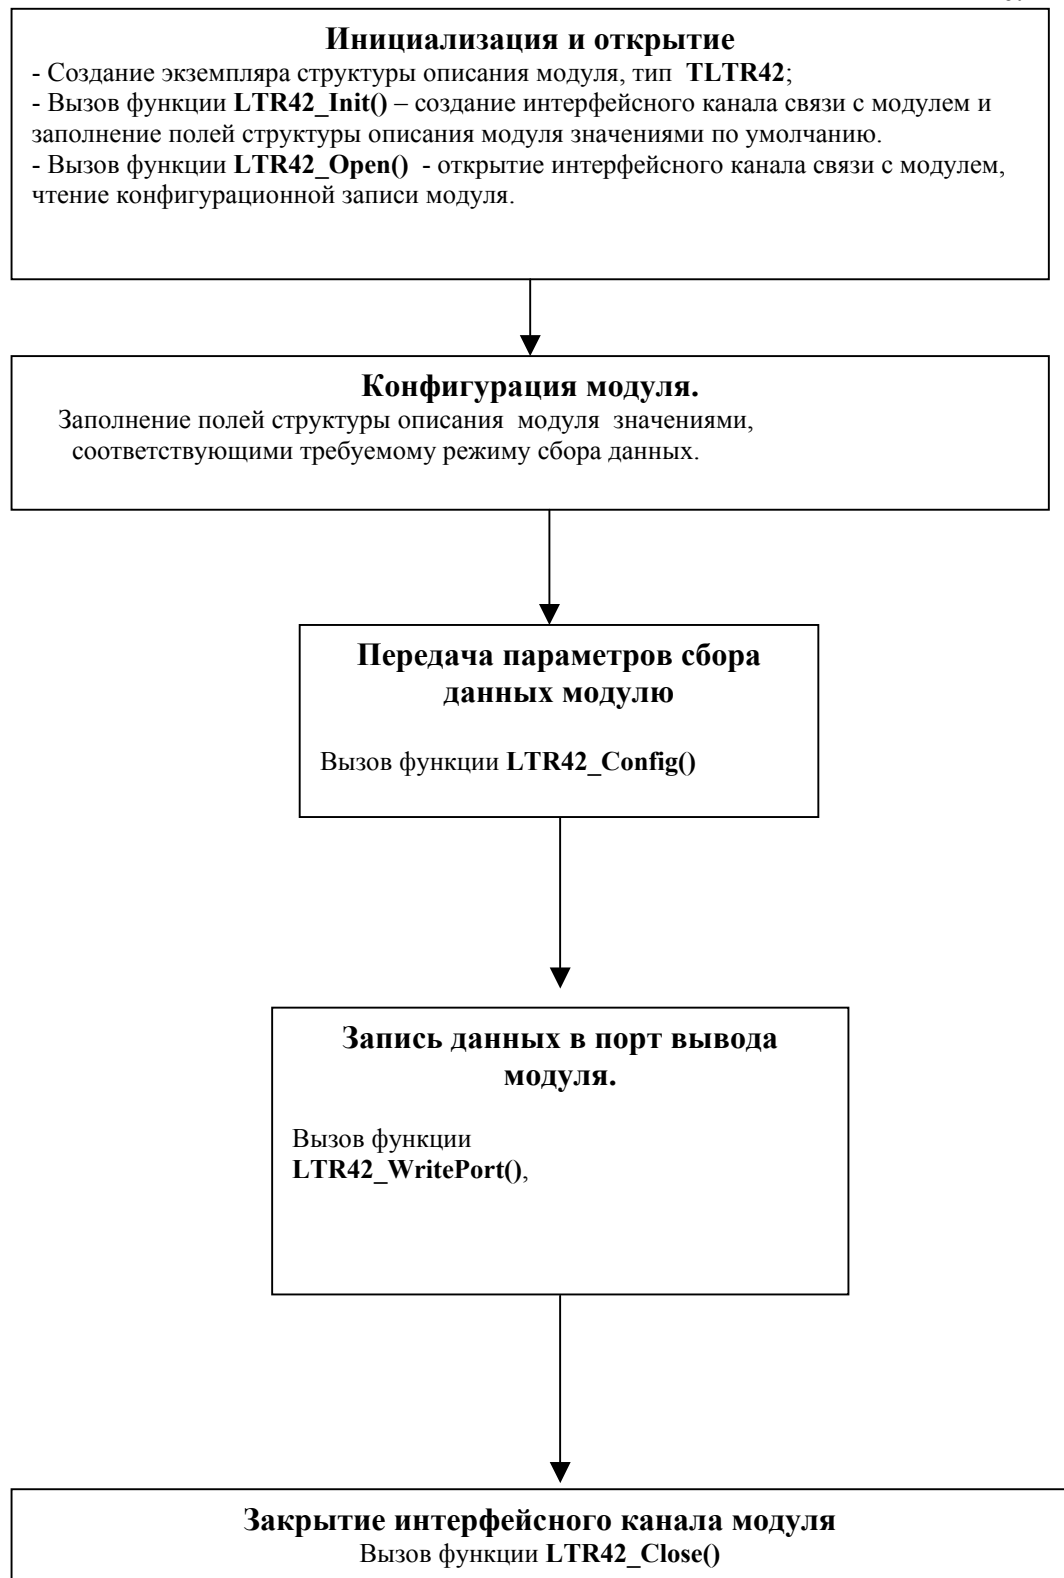 Инициализация и открытие
- Создание экземпляра структуры описания модуля, тип TLTR42;
- Вызов функции LTR42_Init() – создание интерфейсного канала связи с модулем и
заполнение полей структуры описания модуля значениями по умолчанию.
- Вызов функции LTR42_Open() - открытие интерфейсного канала связи с модулем,
чтение конфигурационной записи модуля.
Конфигурация модуля.
Заполнение полей структуры описания модуля значениями,
соответствующими требуемому режиму сбора данных.
Передача параметров сбора
данных модулю
Вызов функции LTR42_Config()
Запись данных в порт вывода
модуля.
Вызов функции
LTR42_WritePort(),
Закрытие интерфейсного канала модуля
Вызов функции LTR42_Close()